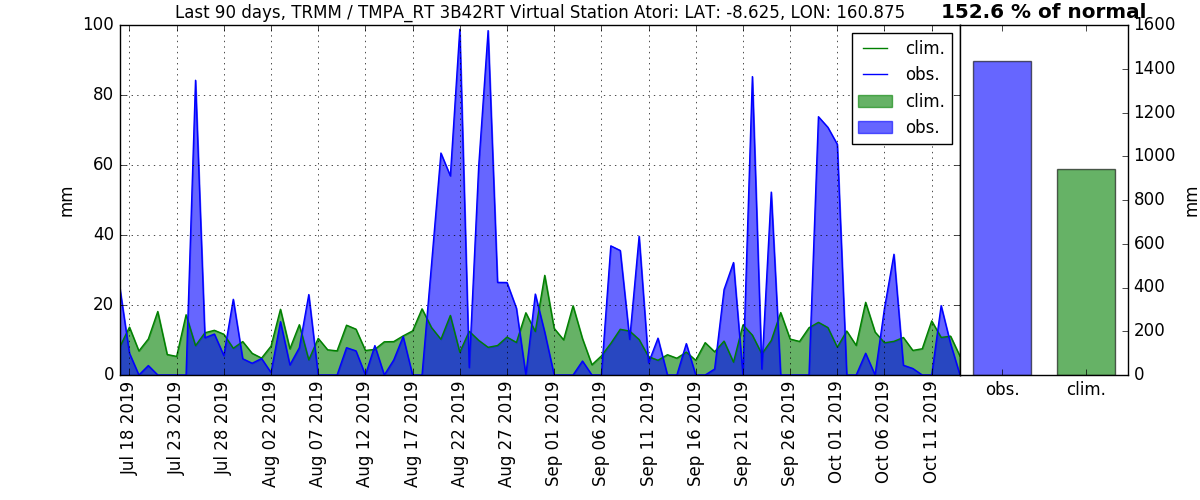 Last 90 days, TRMM / TMPA_RT 3B42RT Virtual Station Atori: LAT: -8.625, LON: 160.875
152.6 % of normal
100
80
60
40
20
0
mm
clim.
obs.
clim.
obs.
1600
1400
1200
1000
800
600
400
200
0
mm
Jul 18 2019
Jul 23 2019
Jul 28 2019
Aug 02 2019
Aug 07 2019
Aug 12 2019
Aug 17 2019
Aug 22 2019
Aug 27 2019
Sep 01 2019
Sep 06 2019
Sep 11 2019
Sep 16 2019
Sep 21 2019
Sep 26 2019
Oct 01 2019
Oct 06 2019
Oct 11 2019
obs.
clim.